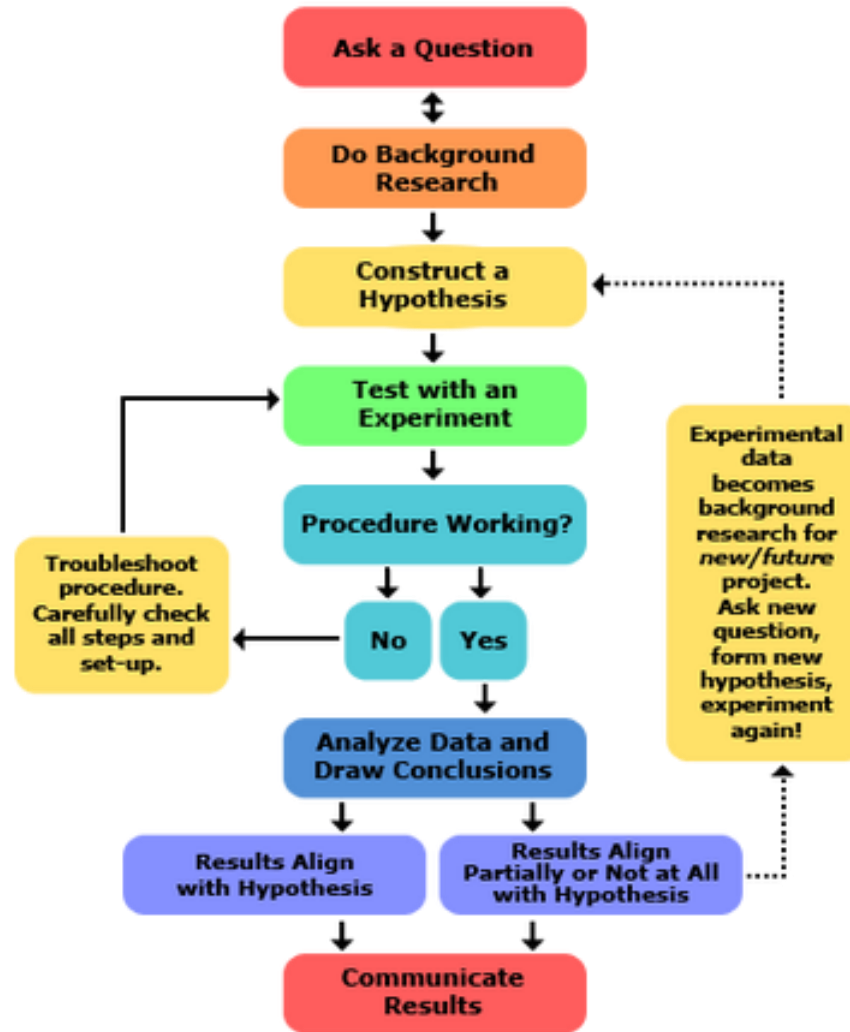 Ask a Question
Do Background
Research
Construct a
Hypothesis
Test with an
Experiment
Procedure Working?
No
Yes
Troubleshoot
procedure.
Carefully check
all steps and
set-up.
Analyze Data and
Draw Conclusions
Results Align
with Hypothesis
Results Align
Partially or Not at All
with Hypothesis
Experimental
data
becomes
background
research for
new/future
project.
Ask new
question,
form new
hypothesis,
experiment
again!
Communicate
Results